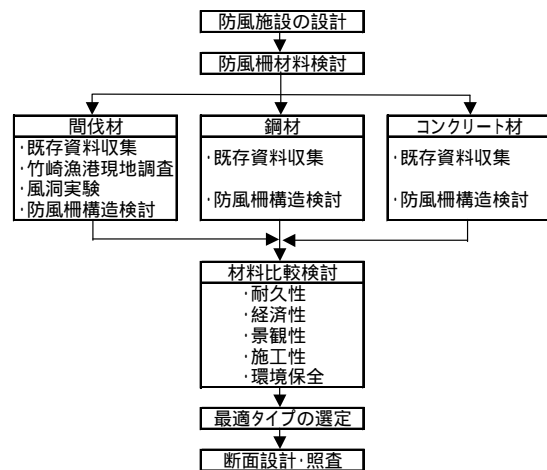 防風施設の設計
防風柵材料検討
間伐材
・既存資料収集
・竹崎漁港現地調査
・風洞実験
・防風柵構造検討
鋼材
・既存資料収集
・防風柵構造検討
コンクリート材
・既存資料収集
・防風柵構造検討
材料比較検討
・耐久性
・経済性
・景観性
・施工性
・環境保全
最適タイプの選定
断面設計・照査